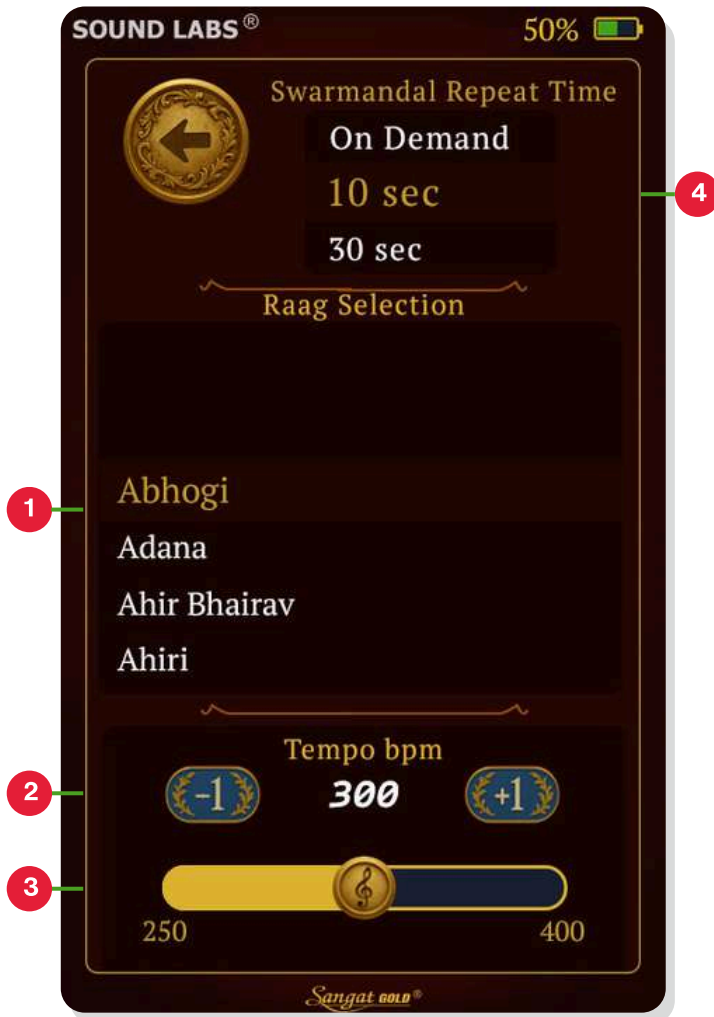 SOUND LABS® 50%
Swarmandal Repeat Time
On Demand
10 sec
4
30 sec
Raag Selection
Abhogi
1
Adana
Ahir Bhairav
Ahiri
Tempo bpm
2
-1 300 +1
3
250 400
Sangat GOLD®